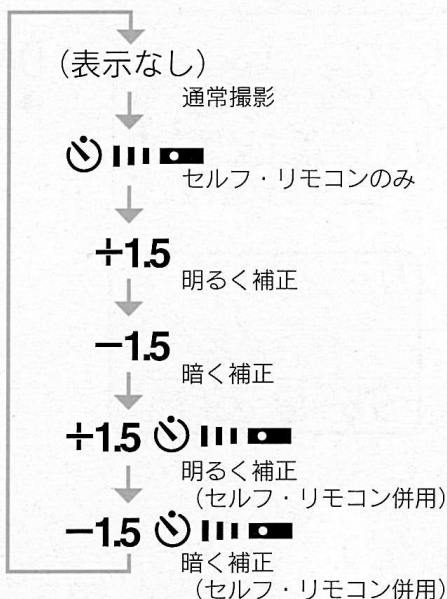 (表示なし)
通常撮影
セルフ・リモコンのみ
+1.5
明るく補正
−1.5
暗く補正
+1.5
明るく補正
(セルフ・リモコン併用)
−1.5
暗く補正
(セルフ・リモコン併用)